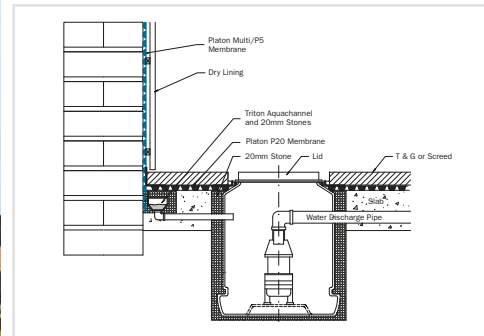 Platon Multi/P5
Membrane
Dry Lining
Triton Aquachannel
and 20mm Stones
Platon P20 Membrane
20mm Stone
Lid
T & G or Screed
Slab
Water Discharge Pipe